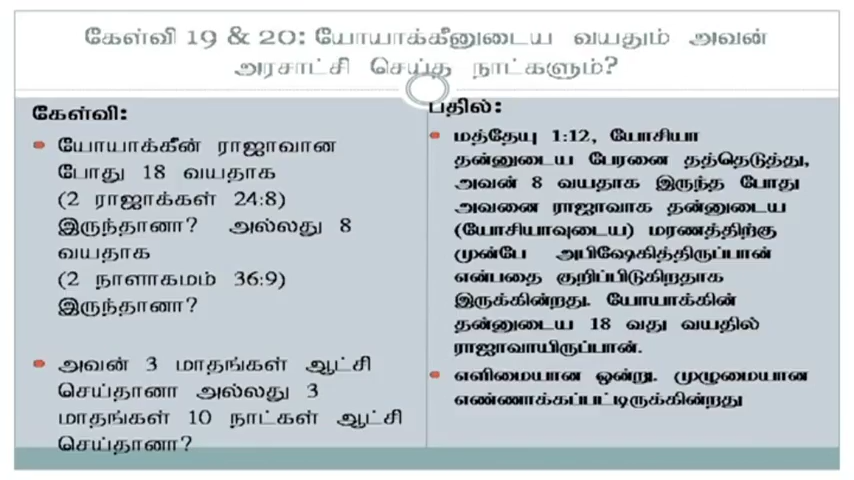 கேள்வி 19 & 20: யோயாக்கீனுடைய வயதும் அவன்
அரசாட்சி செய்த நாட்களும்?
கேள்வி:
யோயாக்கீன் ராஜாவான
போது 18 வயதாக
(2 ராஜாக்கள் 24:8)
இருந்தானா? அல்லது 8
வயதாக
(2 நாளாகமம் 36:9)
இருந்தானா?
அவன் 3 மாதங்கள் ஆட்சி
செய்தானா அல்லது 3
மாதங்கள் 10 நாட்கள் ஆட்சி
செய்தானா?
பதில்:
மத்தேயு 1:12, யோசியா
தன்னுடைய பேரனை தத்தெடுத்து,
அவன் 8 வயதாக இருந்த போது
அவனை ராஜாவாக தன்னுடைய
(யோசியாவுடைய) மரணத்திற்கு
முன்பே அபிஷேகித்திருப்பான்
என்பதை குறிப்பிடுகிறதாக
இருக்கின்றது. யோயாக்கின்
தன்னுடைய 18 வது வயதில்
ராஜாவாயிருப்பான்.
எளிமையான ஒன்று. முழுமையான
எண்ணாக்கப்பட்டிருக்கின்றது